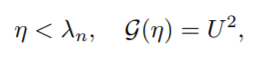 η < λₙ, 𝒢(η) = U²,